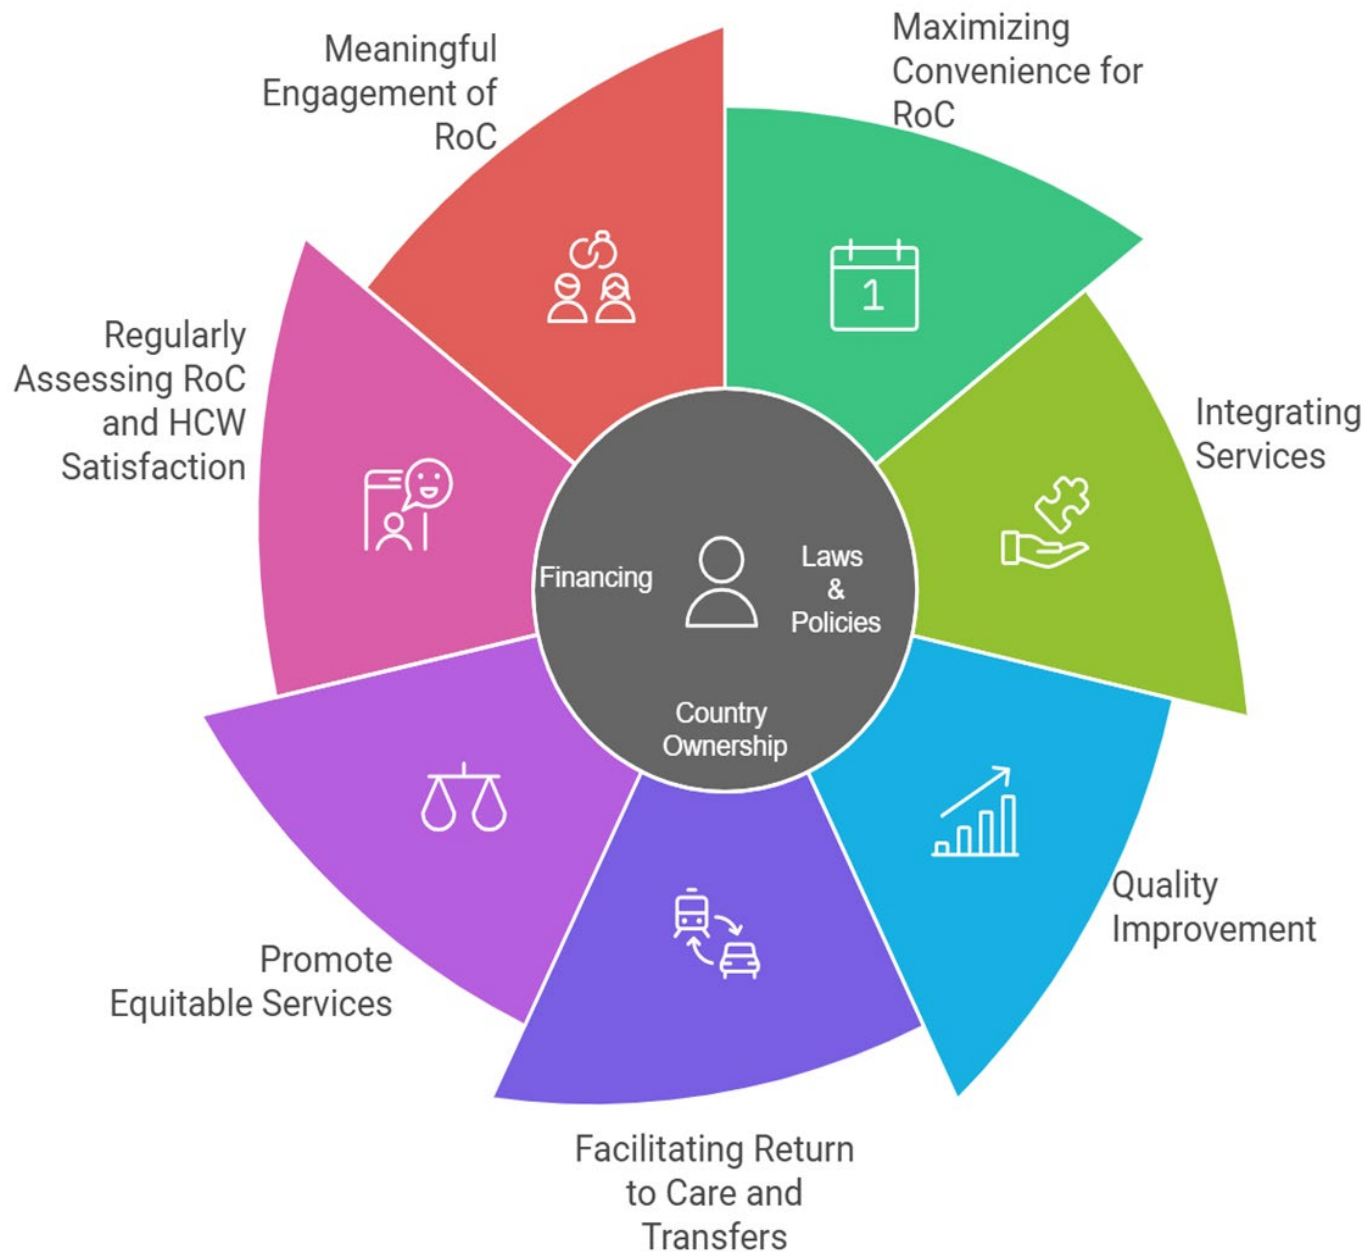 Meaningful
Engagement of
RoC
Maximizing
Convenience for
RoC
1
Regularly
Assessing RoC
and HCW
Satisfaction
Integrating
Services
Financing
Laws
&
Policies
Country
Ownership
Quality
Improvement
Promote
Equitable Services
Facilitating Return
to Care and
Transfers